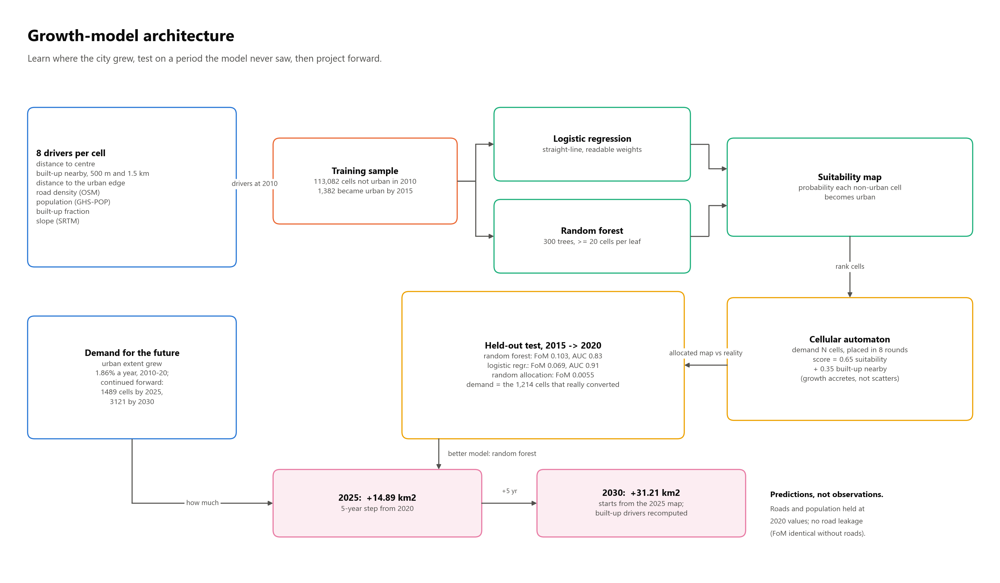 Growth-model architecture
Learn where the city grew, test on a period the model never saw, then project forward.
8 drivers per cell
distance to centre
built-up nearby, 500 m and 1.5 km
distance to the urban edge
road density (OSM)
population (GHS-POP)
built-up fraction
slope (SRTM)
drivers at 2010
Training sample
113,082 cells not urban in 2010
1,382 became urban by 2015
Logistic regression
straight-line, readable weights
Random forest
300 trees, >= 20 cells per leaf
Suitability map
probability each non-urban cell
becomes urban
rank cells
Cellular automaton
demand N cells, placed in 8 rounds
score = 0.65 suitability
+ 0.35 built-up nearby
(growth accretes, not scatters)
allocated map vs reality
Held-out test, 2015 -> 2020
random forest: FoM 0.103, AUC 0.83
logistic regr.: FoM 0.069, AUC 0.91
random allocation: FoM 0.0055
demand = the 1,214 cells that really converted
Demand for the future
urban extent grew
1.86% a year, 2010-20;
continued forward:
1489 cells by 2025,
3121 by 2030
better model: random forest
how much
2025: +14.89 km2
5-year step from 2020
+5 yr
2030: +31.21 km2
starts from the 2025 map;
built-up drivers recomputed
Predictions, not observations.
Roads and population held at
2020 values; no road leakage
(FoM identical without roads).